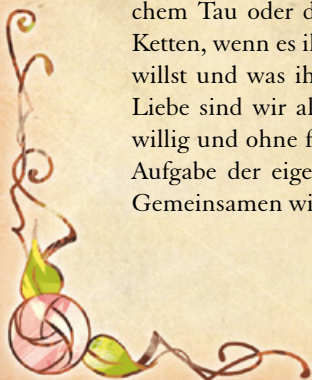 chem Tau oder d
Ketten, wenn es i
willst und was ih
Liebe sind wir al
willig und ohne f
Aufgabe der eige
Gemeinsamen wi